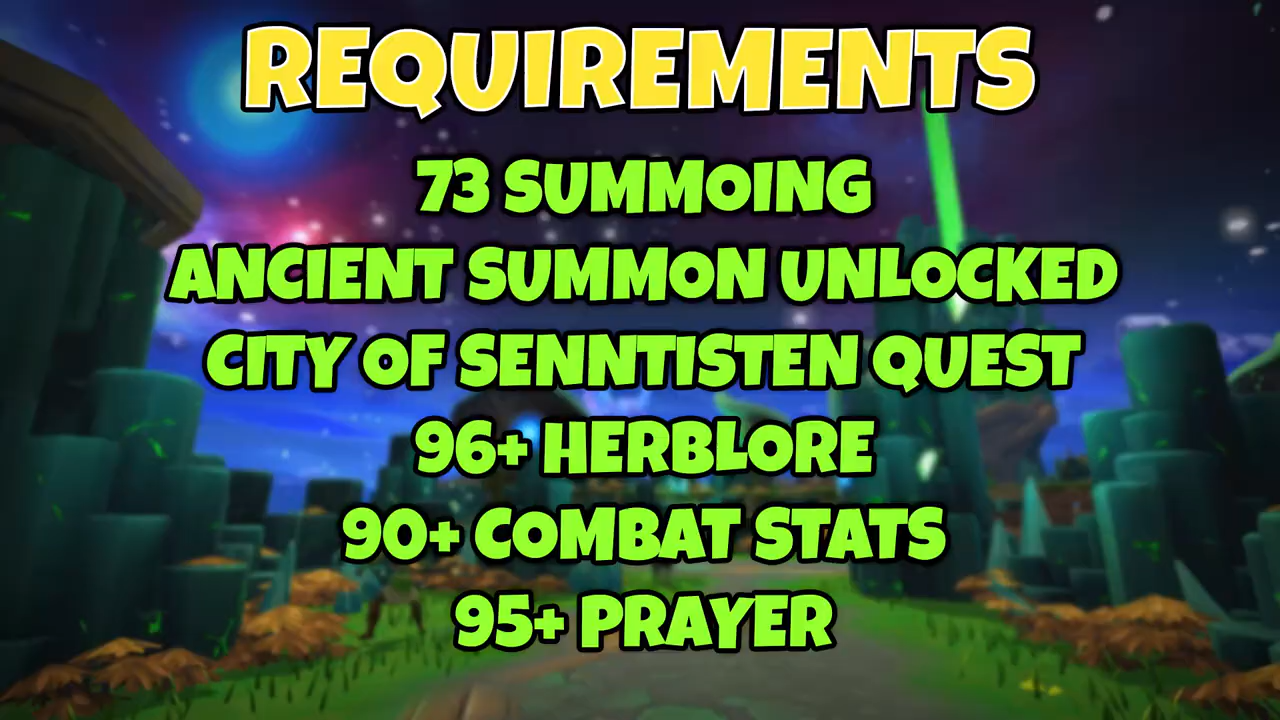 REQUIREMENTS
73 SUMMOING
ANCIENT SUMMON UNLOCKED
CITY OF SENNTISTEN QUEST
96+ HERBLORE
90+ COMBAT STATS
95+ PRAYER